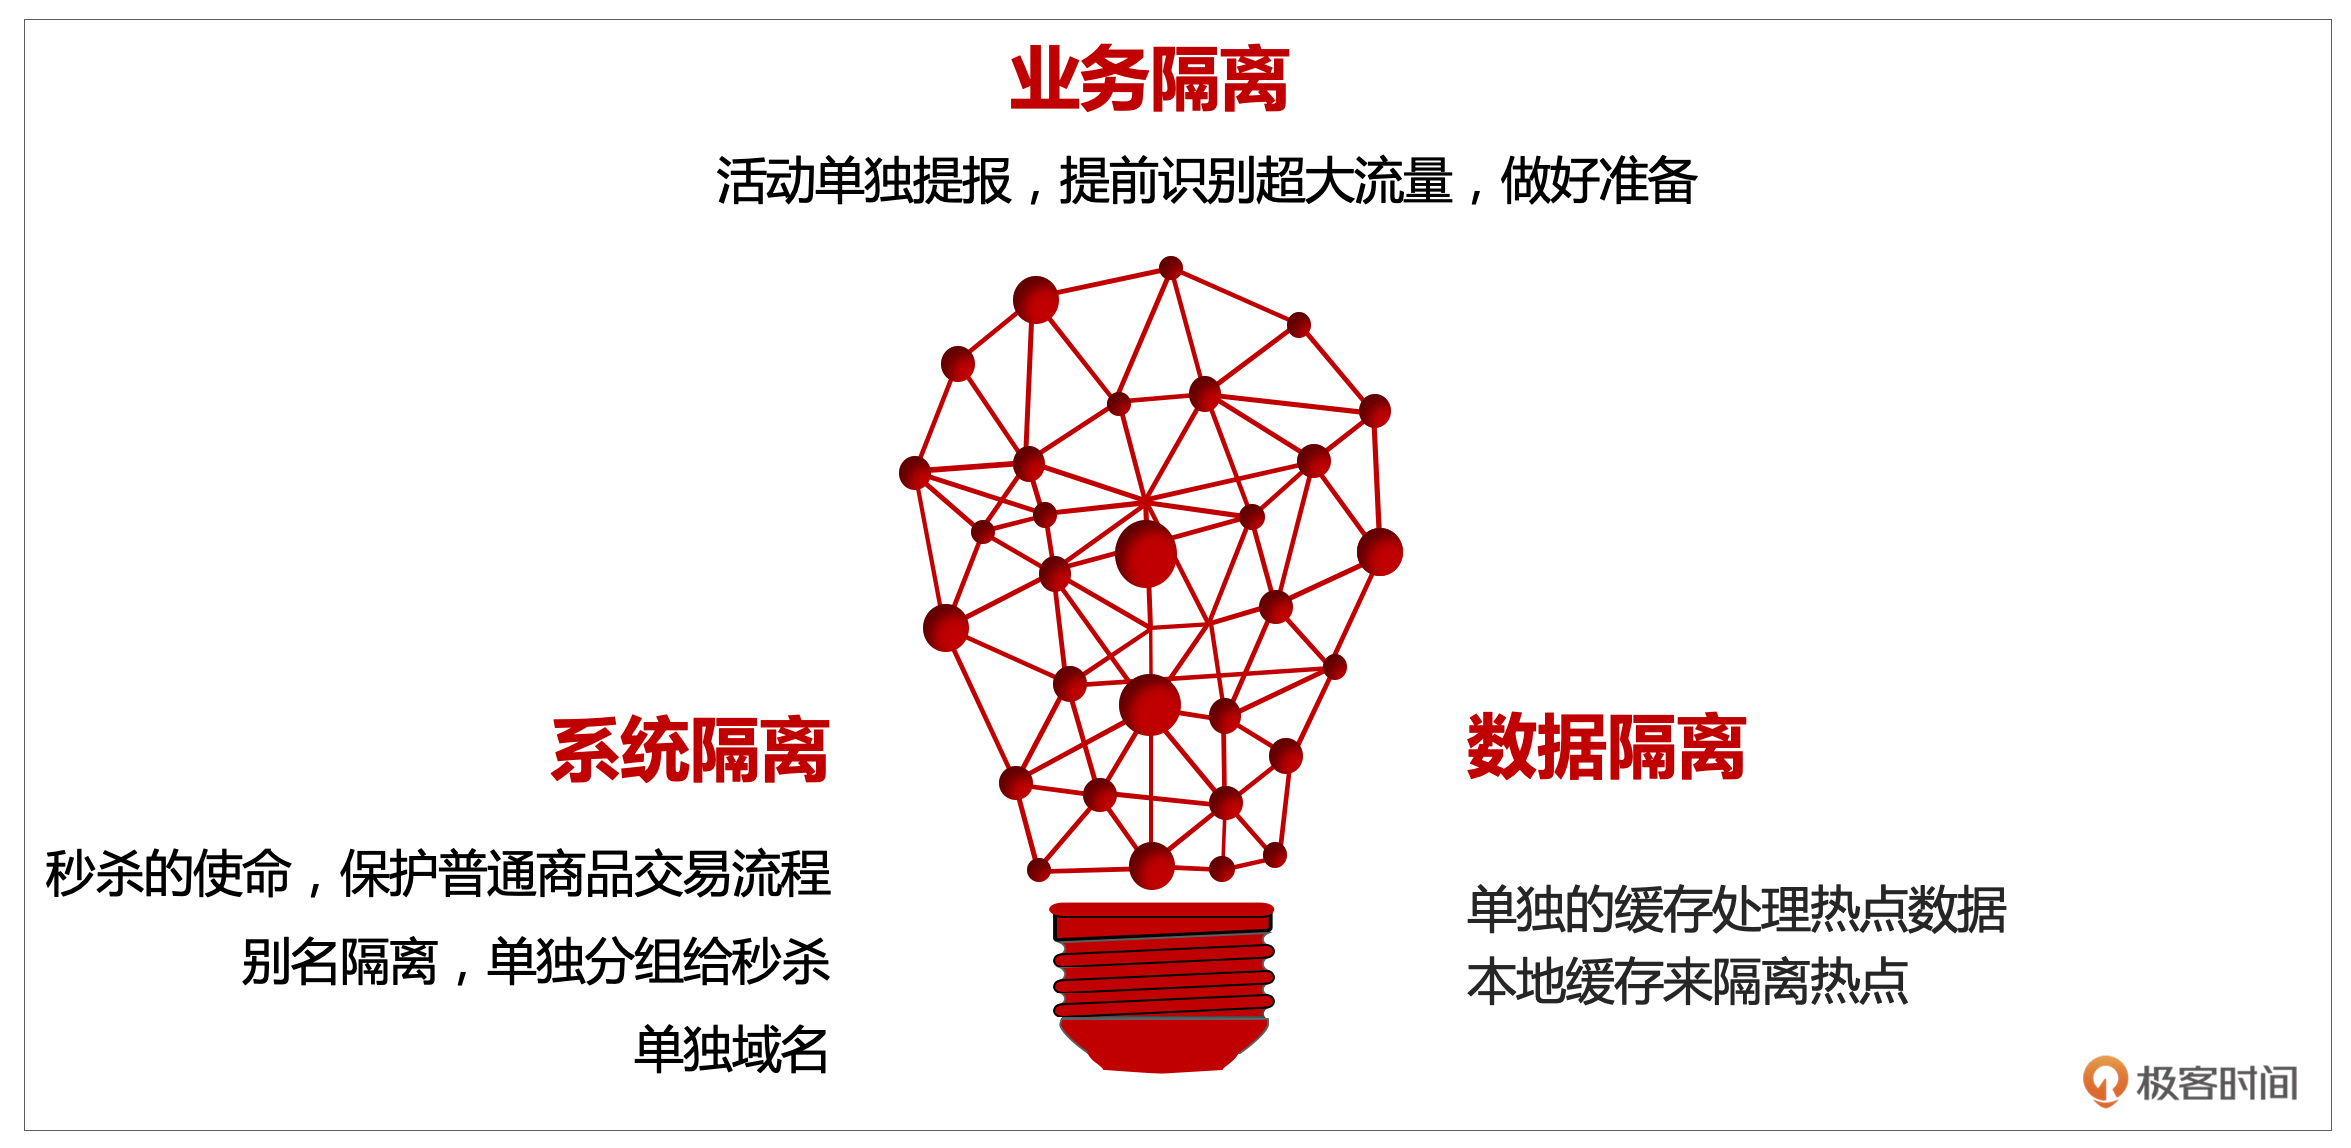 业务隔离
活动单独提报，提前识别超大流量，做好准备
系统隔离
秒杀的使命，保护普通商品交易流程
别名隔离，单独分组给秒杀
单独域名
数据隔离
单独的缓存处理热点数据
本地缓存来隔离热点
极客时间